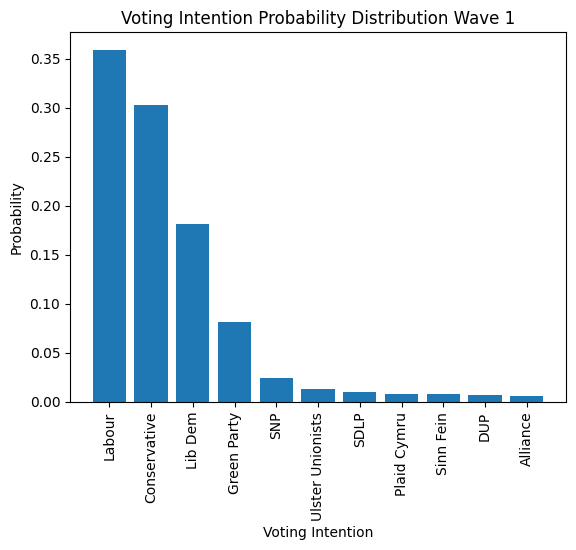 Voting Intention Probability Distribution Wave 1
Probability
0.35
0.30
0.25
0.20
0.15
0.10
0.05
0.00
Labour
Conservative
Lib Dem
Green Party
SNP
Ulster Unionists
SDLP
Plaid Cymru
Sinn Fein
DUP
Alliance
Voting Intention